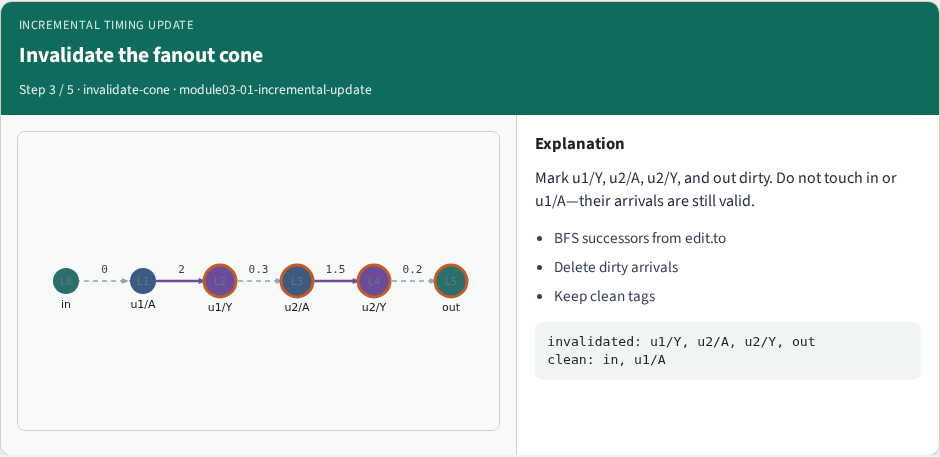 INCREMENTAL TIMING UPDATE
Invalidate the fanout cone
Step 3 / 5 · invalidate-cone · module03-01-incremental-update
0 2 0.3 1.5 0.2
L0 L1 L2 L3 L4 L5
in u1/A u1/Y u2/A u2/Y out
Explanation
Mark u1/Y, u2/A, u2/Y, and out dirty. Do not touch in or
u1/A—their arrivals are still valid.
• BFS successors from edit.to
• Delete dirty arrivals
• Keep clean tags
invalidated: u1/Y, u2/A, u2/Y, out
clean: in, u1/A